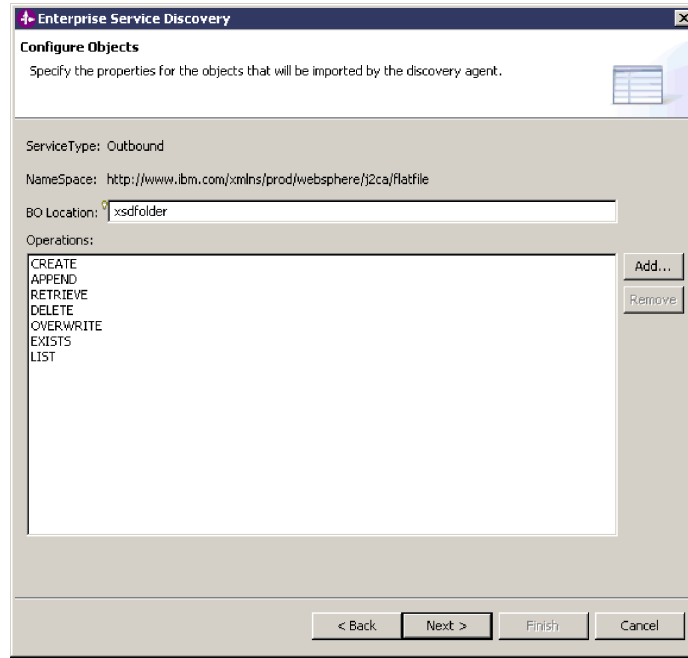 Enterprise Service Discovery
Configure Objects
Specify the properties for the objects that will be imported by the discovery agent.
ServiceType: Outbound
NameSpace: http://www.ibm.com/xmlns/prod/websphere/j2ca/flatfile
BO Location: xsdfolder
Operations:
CREATE
APPEND
RETRIEVE
DELETE
OVERWRITE
EXISTS
LIST
Add...
Remove
< Back
Next >
Finish
Cancel